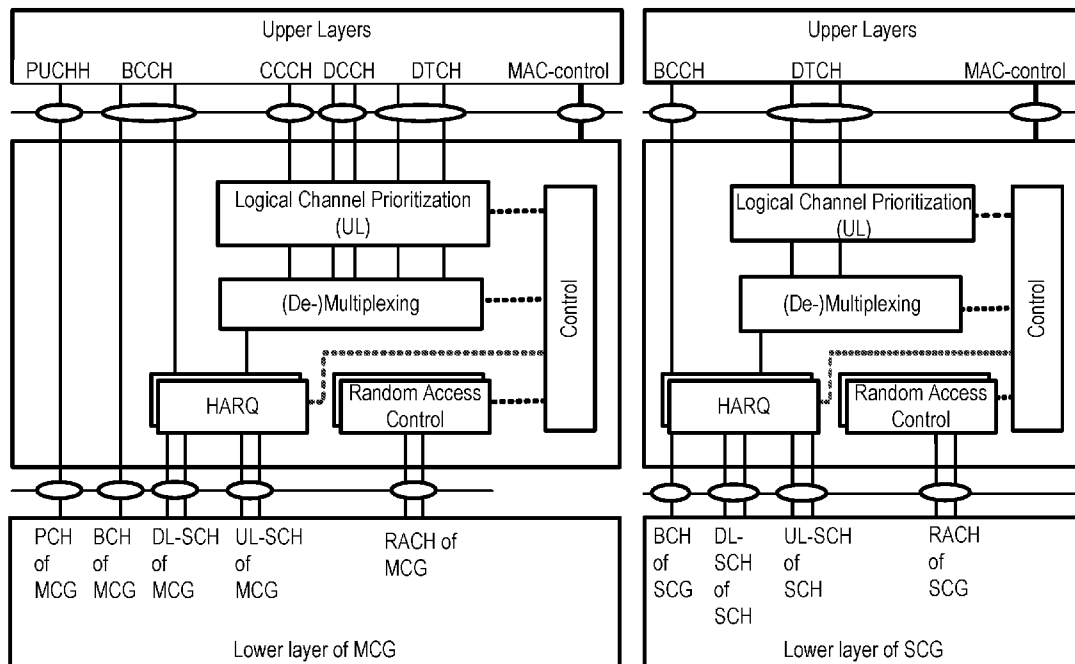 Upper Layers
PUCHH BCCH CCCH DCCH DTCH MAC-control
Logical Channel Prioritization
(UL)
(De-)Multiplexing
Control
HARQ
Random Access
Control
PCH
of
MCG
BCH
of
MCG
DL-SCH
of
MCG
UL-SCH
of
MCG
RACH of
MCG
Lower layer of MCG
Upper Layers
BCCH DTCH MAC-control
Logical Channel Prioritization
(UL)
(De-)Multiplexing
Control
HARQ
Random Access
Control
BCH
of
SCG
DL-
SCH
of
SCH
UL-SCH
of
SCH
RACH
of
SCG
Lower layer of SCG